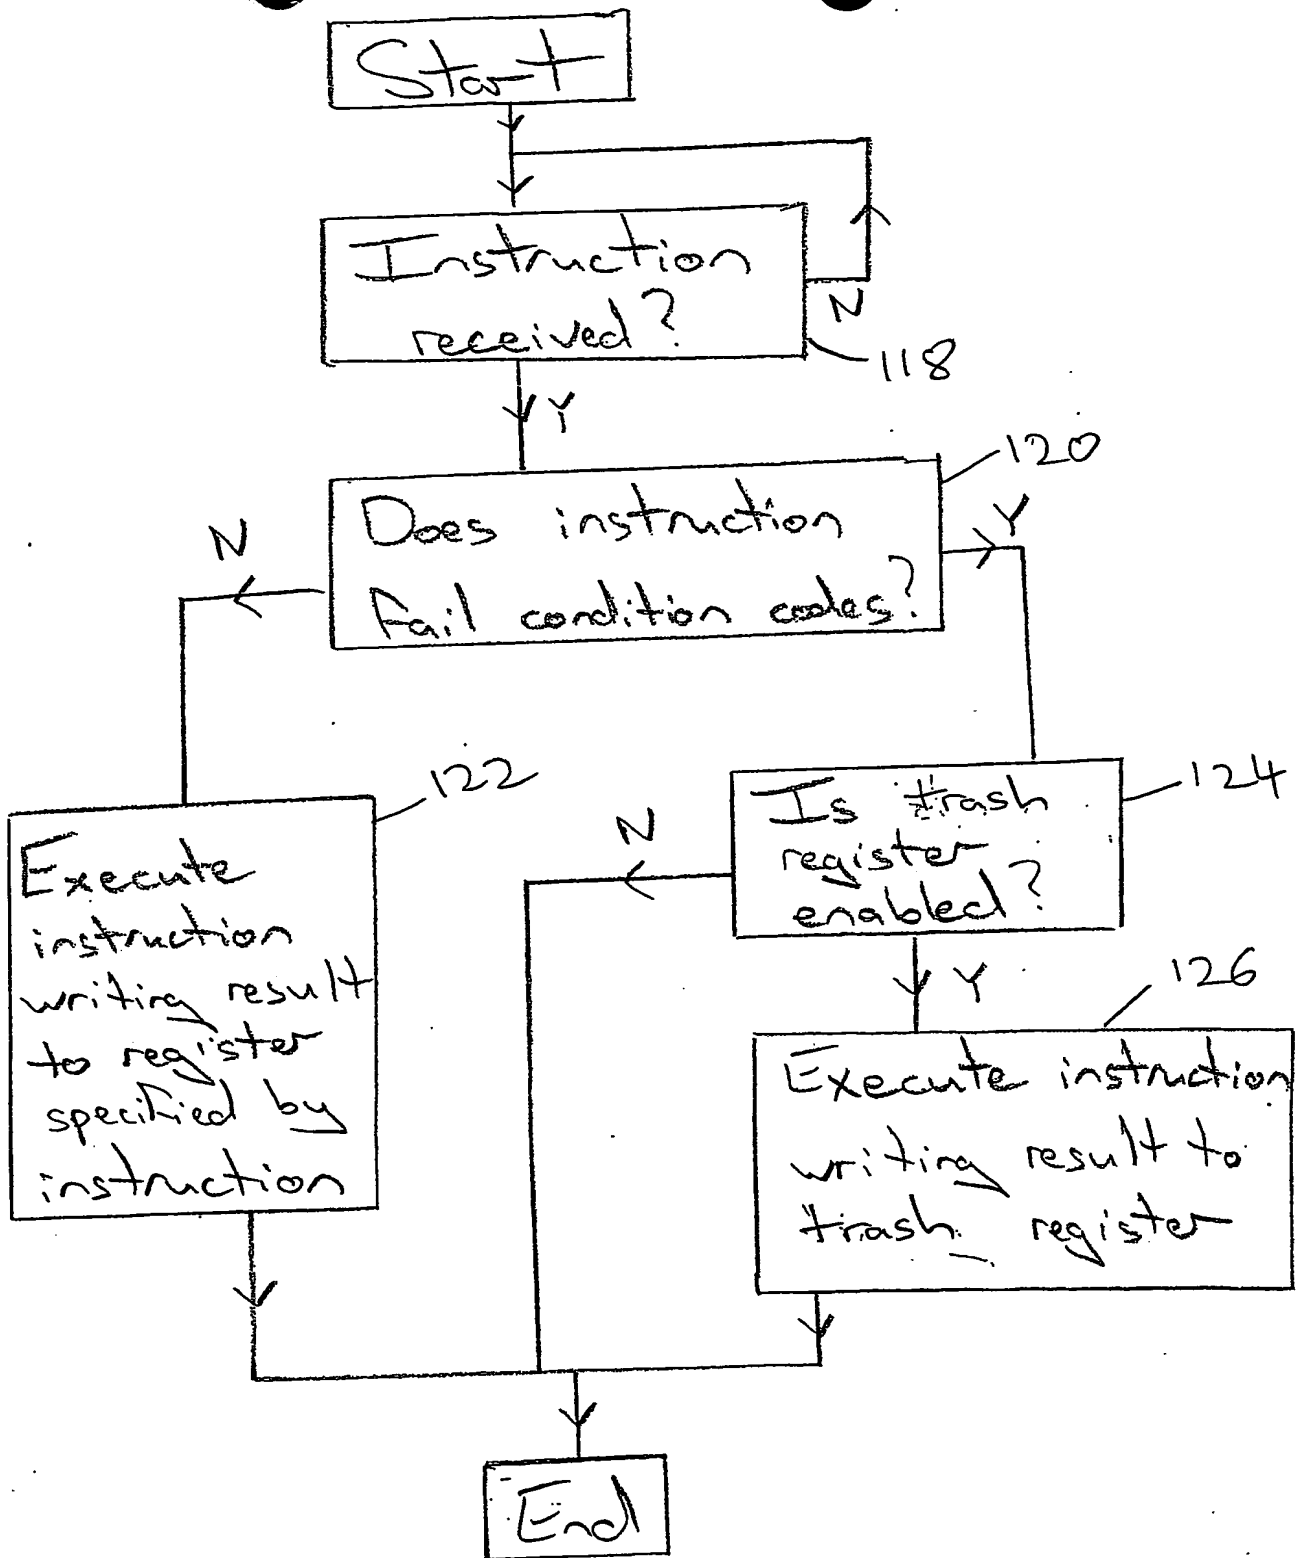 Start
Instruction
received?
N
118
Y
120
Does instruction
fail condition codes?
N
Y
122
Execute
instruction
writing result
to register
specified by
instruction
124
Is trash
register
enabled?
N
Y
126
Execute instruction
writing result to
trash register
End